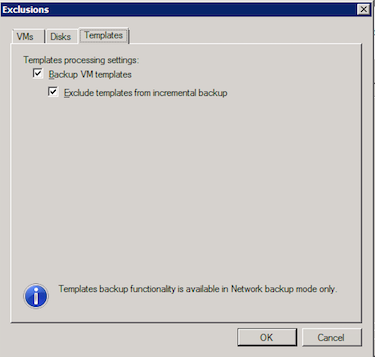 Exclusions
VMs Disks Templates
Templates processing settings:
Backup VM templates
Exclude templates from incremental backup
Templates backup functionality is available in Network backup mode only.
OK Cancel